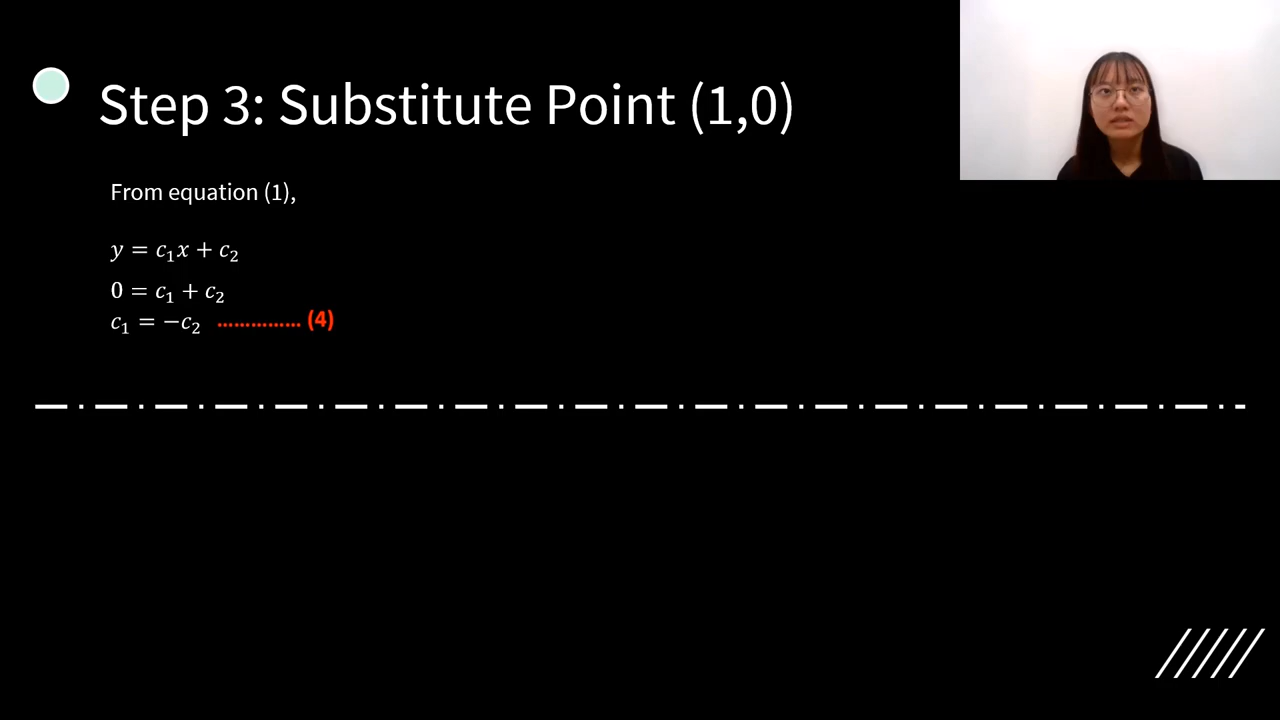 Step 3: Substitute Point (1,0)
From equation (1),
y = c₁x + c₂
0 = c₁ + c₂
c₁ = −c₂ ............... (4)